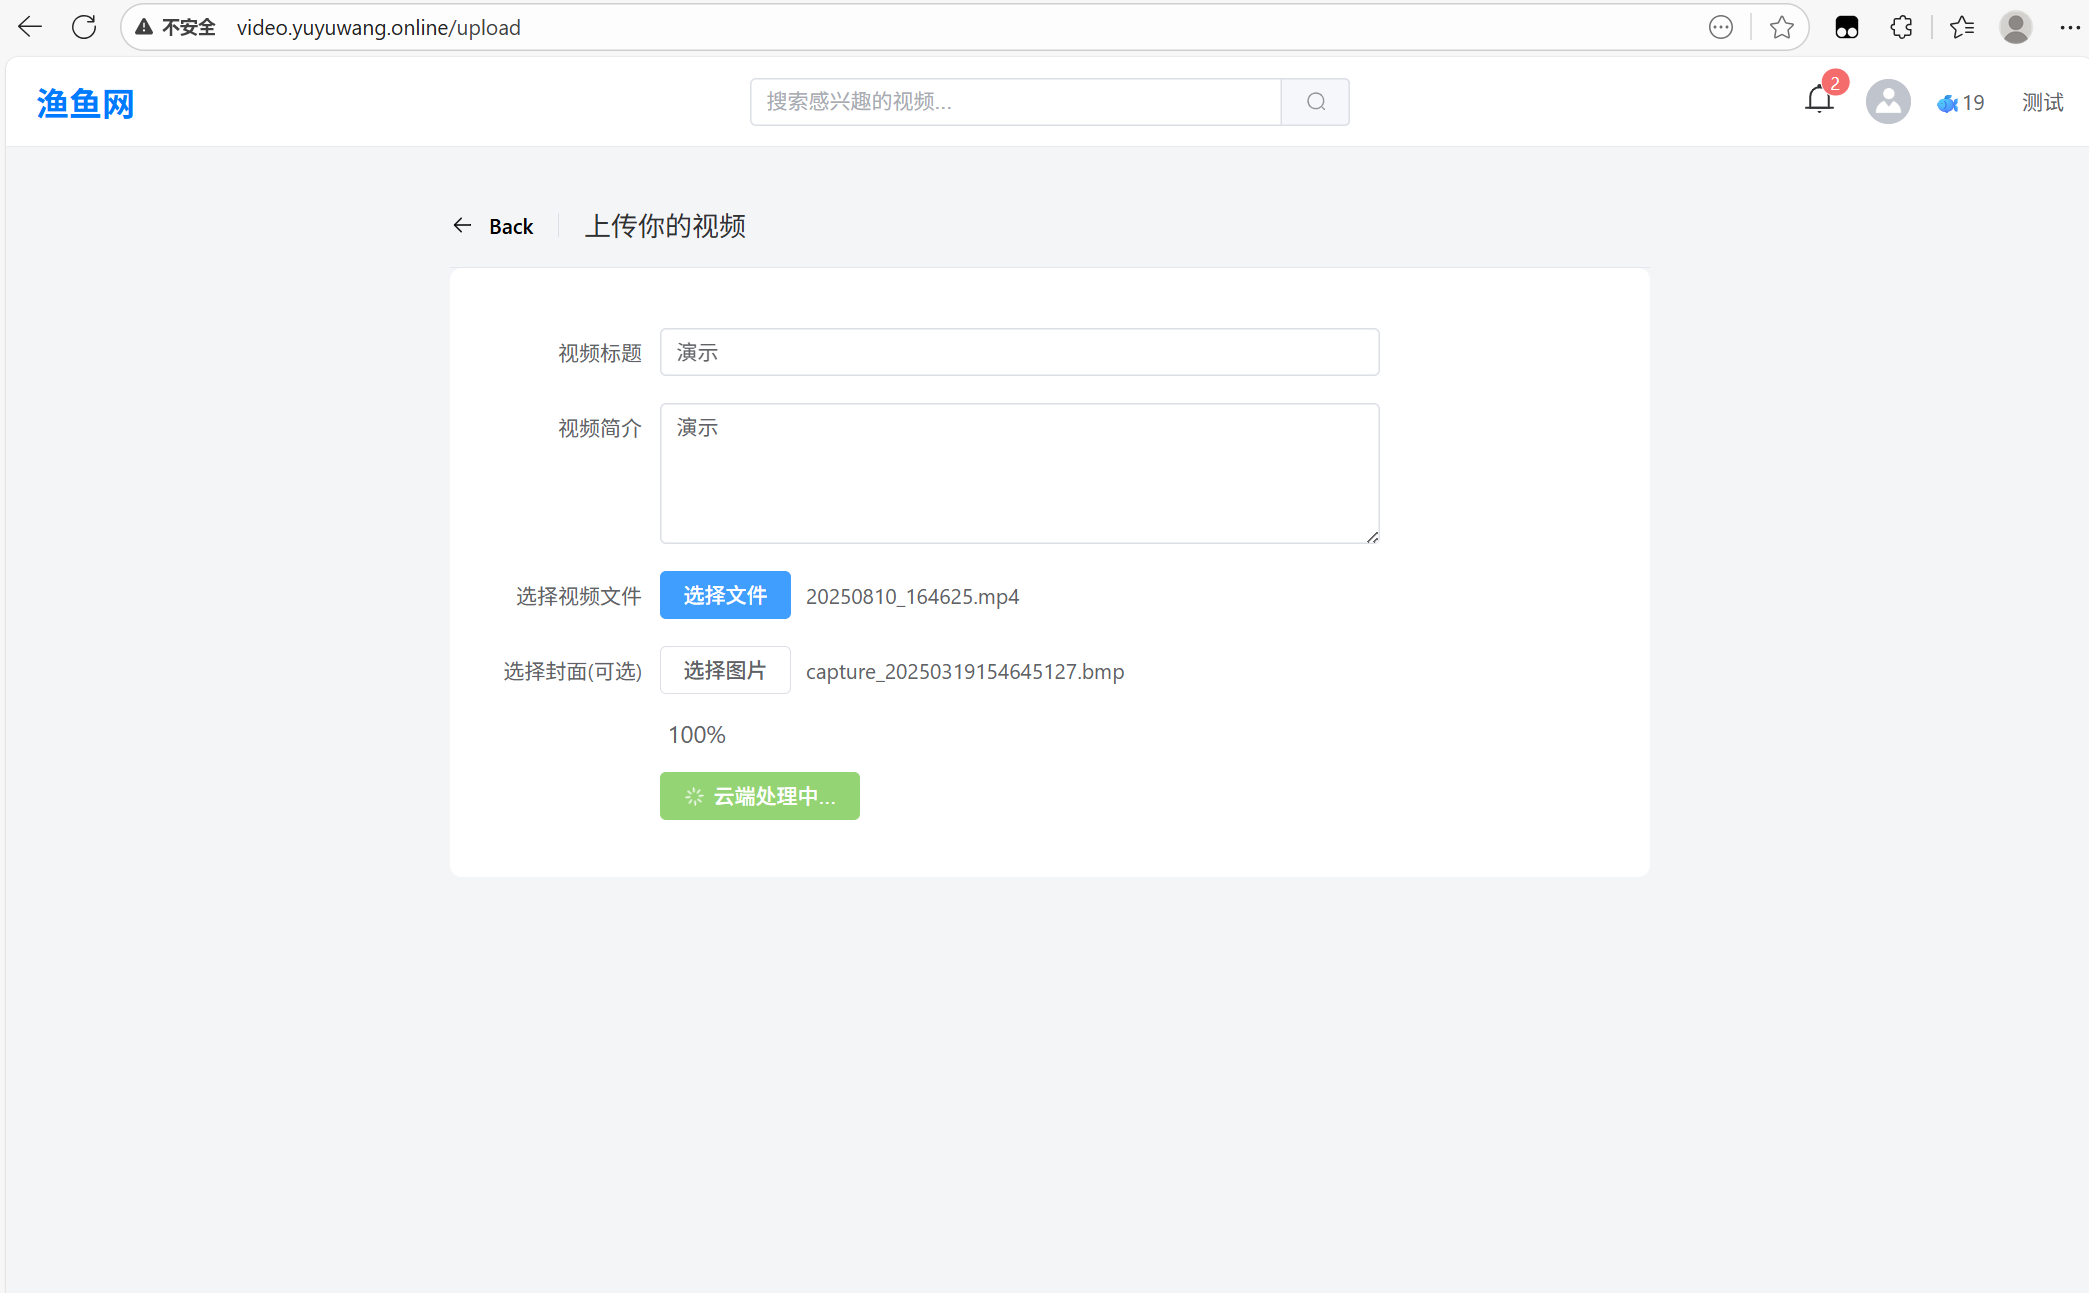 不安全 video.yuyuwang.online/upload
渔鱼网 搜索感兴趣的视频... 2 19 测试
Back 上传你的视频
视频标题 演示
视频简介 演示
选择视频文件 选择文件 20250810_164625.mp4
选择封面(可选) 选择图片 capture_20250319154645127.bmp
100%
云端处理中...